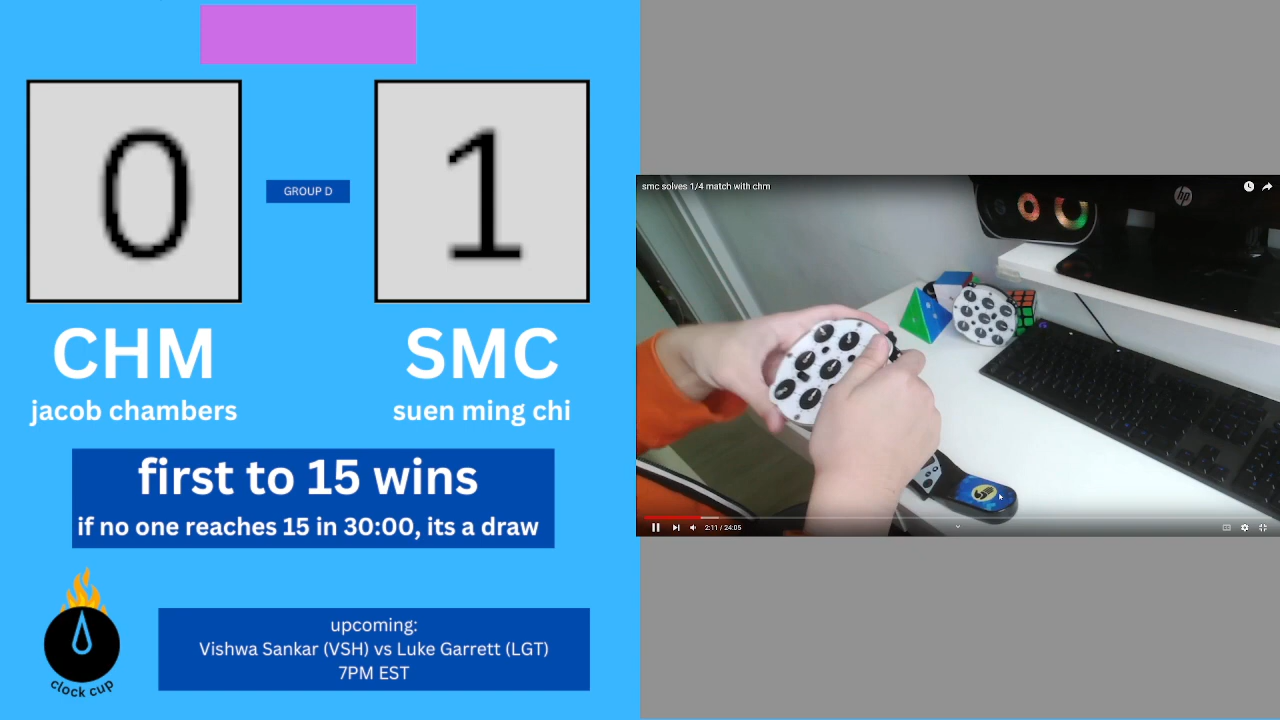 0
1
GROUP D
CHM
SMC
jacob chambers
suen ming chi
first to 15 wins
if no one reaches 15 in 30:00, its a draw
clock cup
upcoming:
Vishwa Sankar (VSH) vs Luke Garrett (LGT)
7PM EST
smc solves 1/4 match with chm
hp
2:11 / 24:05